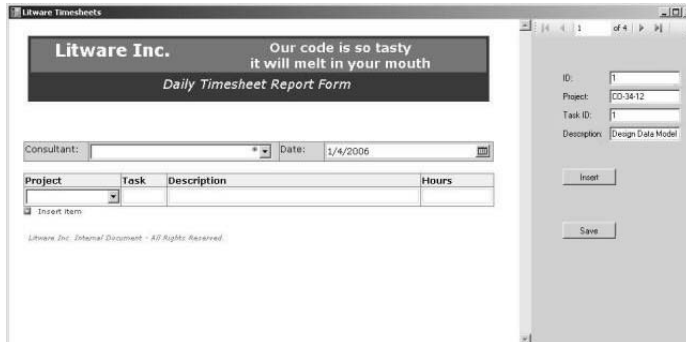 Litware Timesheets
1 of 4
Litware Inc.
Our code is so tasty
it will melt in your mouth
Daily Timesheet Report Form
ID: 1
Project: CO-34-12
Task ID: 1
Description: Design Data Model
Consultant: * Date: 1/4/2006
Project Task Description Hours
Insert item
Insert
Litware Inc. Internal Document - All Rights Reserved.
Save